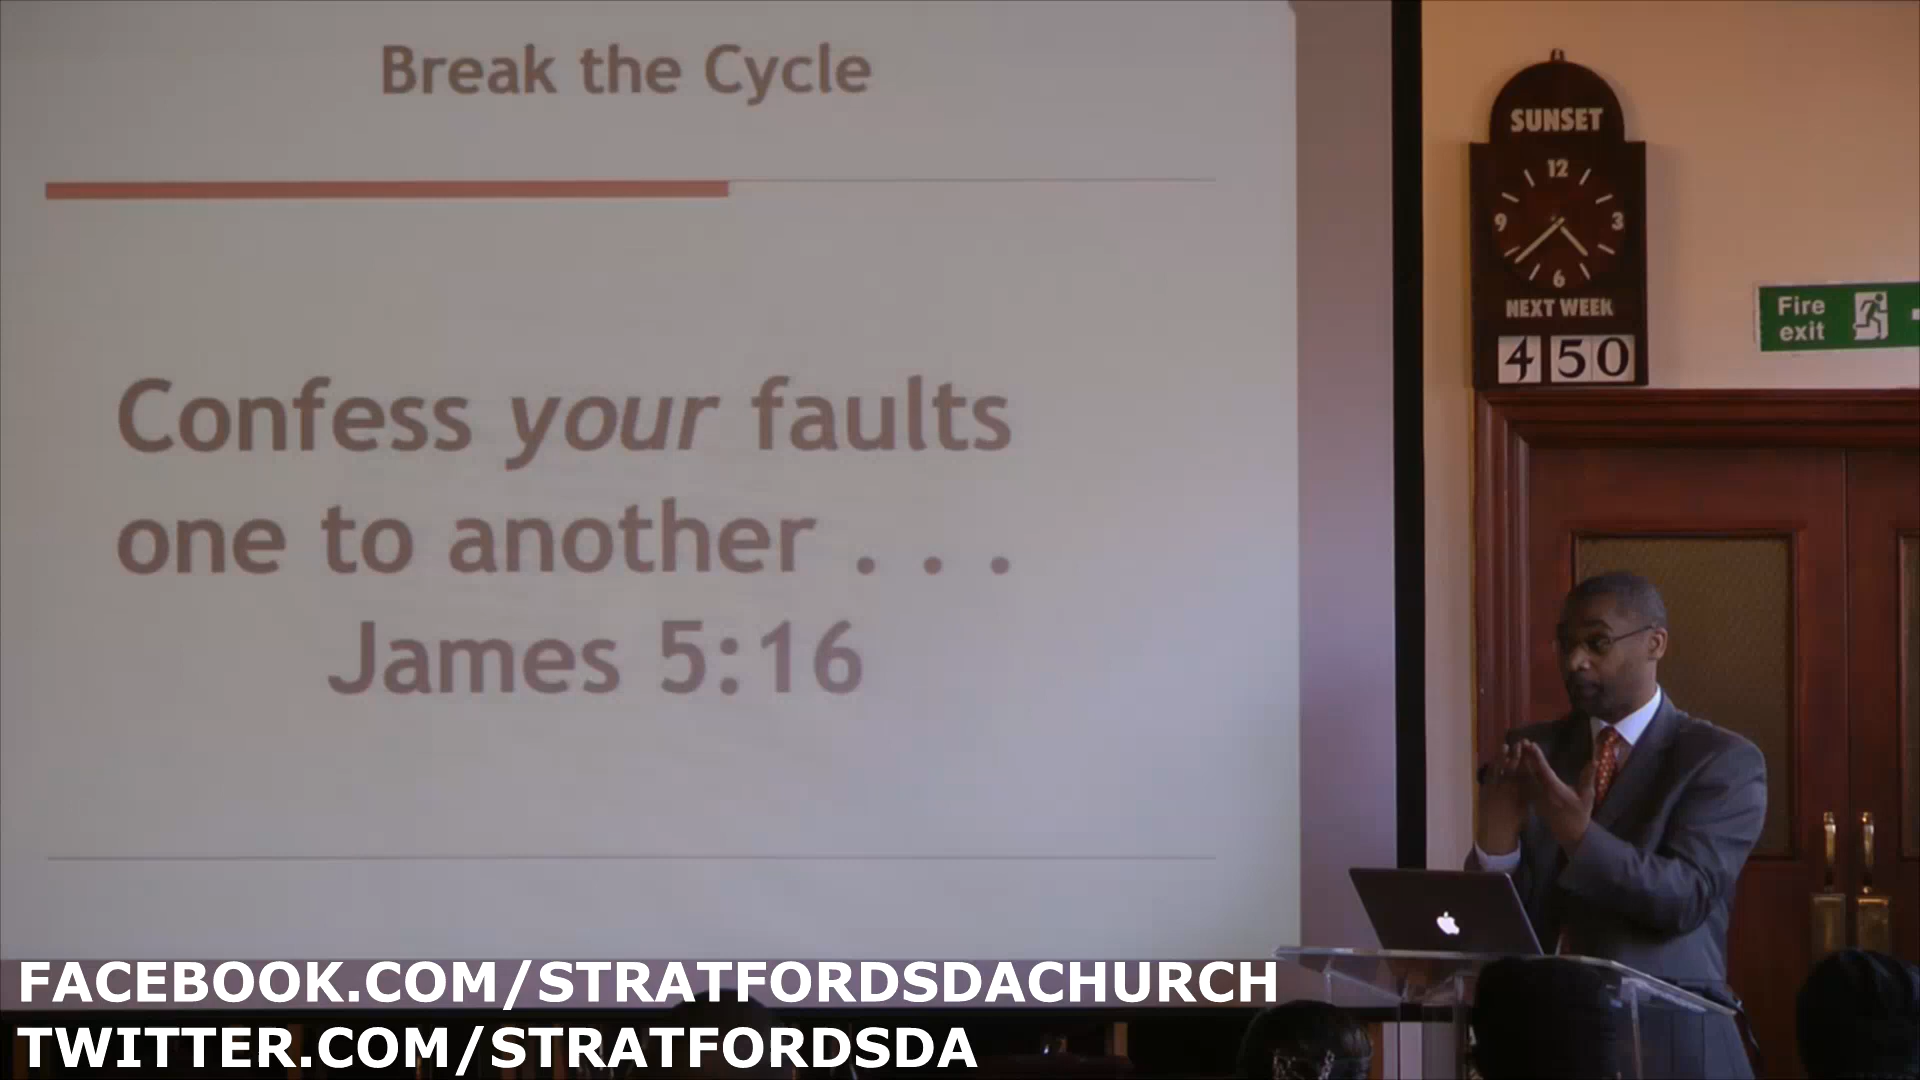 Break the Cycle
Confess your faults
one to another . . .
James 5:16
SUNSET
12
9
3
6
NEXT WEEK
4 50
Fire
exit
FACEBOOK.COM/STRATFORDSDACHURCH
TWITTER.COM/STRATFORDSDA